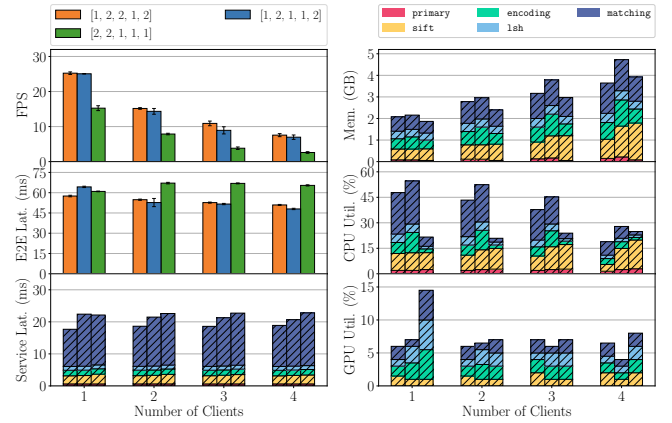 [1, 2, 2, 1, 2]
[1, 2, 1, 1, 2]
[2, 2, 1, 1, 1]
30
20
10
0
FPS
75
60
45
30
15
0
E2E Lat. (ms)
30
20
10
0
Service Lat. (ms)
1
2
3
4
Number of Clients
primary
encoding
matching
sift
lsh
5
4
3
2
1
0
Mem. (GB)
60
45
30
15
0
CPU Util. (%)
15
10
5
0
GPU Util. (%)
1
2
3
4
Number of Clients